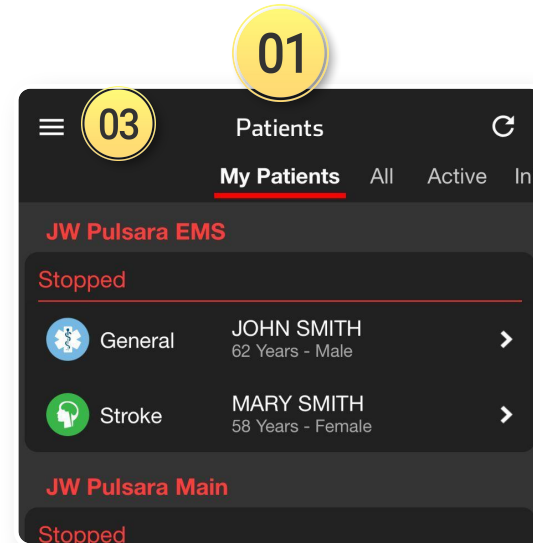 01
03
Patients
My Patients All Active In
JW Pulsara EMS
Stopped
General JOHN SMITH
62 Years - Male
Stroke MARY SMITH
58 Years - Female
JW Pulsara Main
Stopped